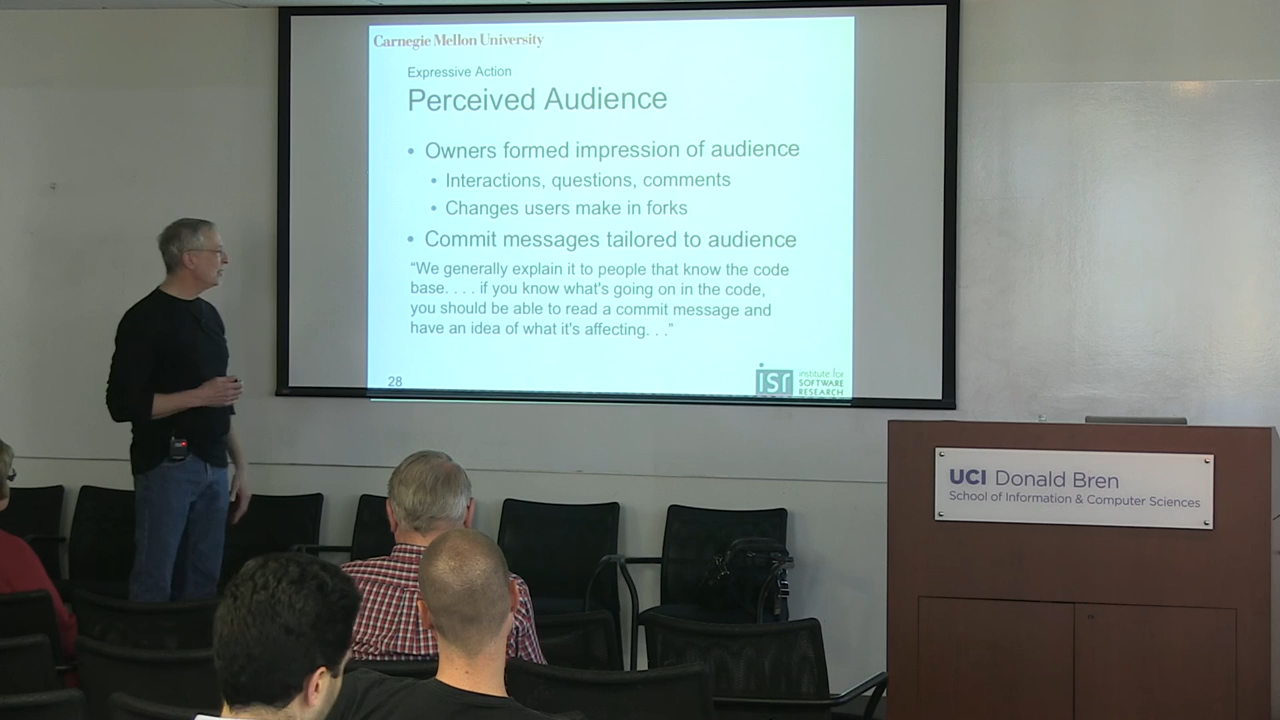 Carnegie Mellon University
Expressive Action
Perceived Audience
• Owners formed impression of audience
• Interactions, questions, comments
• Changes users make in forks
• Commit messages tailored to audience
“We generally explain it to people that know the code
base. . . . if you know what's going on in the code,
you should be able to read a commit message and
have an idea of what it's affecting. . .”
28
isr institute for
SOFTWARE
RESEARCH
UCI Donald Bren
School of Information & Computer Sciences